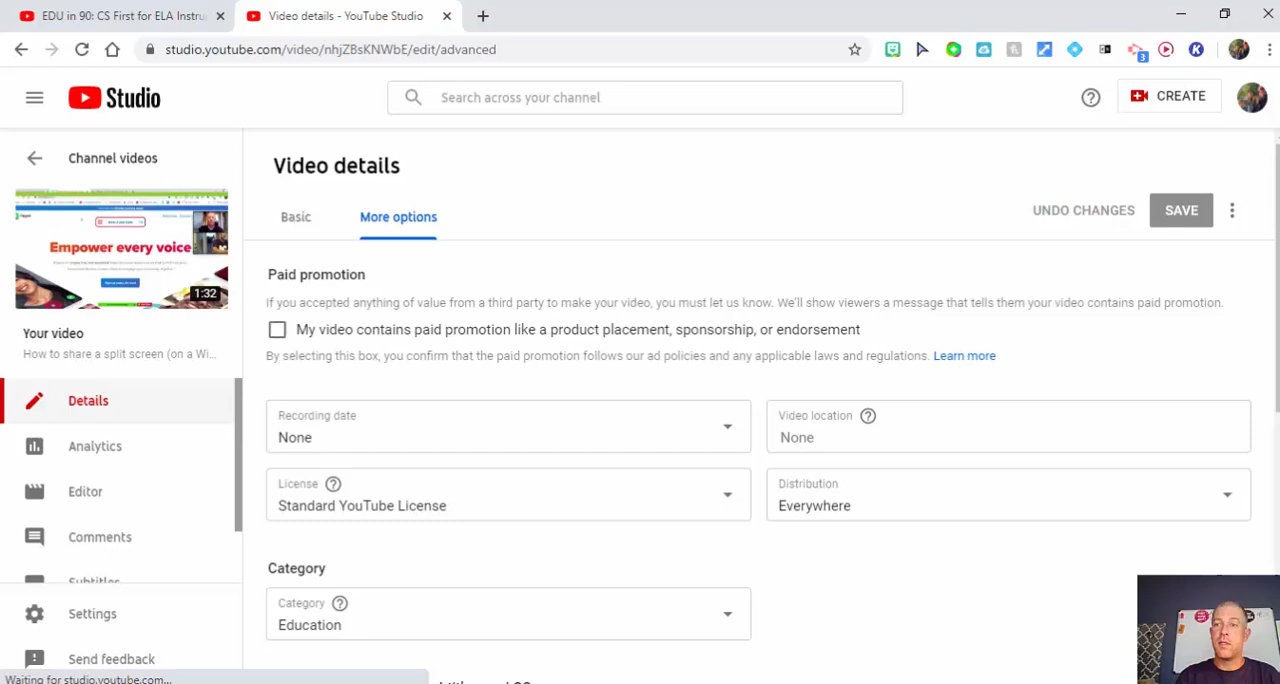 EDU in 90: CS First for ELA Instru
Video details - YouTube Studio
studio.youtube.com/video/nhjZBsKNWbE/edit/advanced
3
K
Studio
Search across your channel
CREATE
Channel videos
Empower every voice
1:32
Your video
How to share a split screen (on a Wi...
Details
Analytics
Editor
Comments
Subtitles
Settings
Send feedback
Waiting for studio.youtube.com...
Video details
Basic
More options
UNDO CHANGES
SAVE
Paid promotion
If you accepted anything of value from a third party to make your video, you must let us know. We'll show viewers a message that tells them your video contains paid promotion.
My video contains paid promotion like a product placement, sponsorship, or endorsement
By selecting this box, you confirm that the paid promotion follows our ad policies and any applicable laws and regulations. Learn more
Recording date
None
Video location
None
License
Standard YouTube License
Distribution
Everywhere
Category
Category
Education